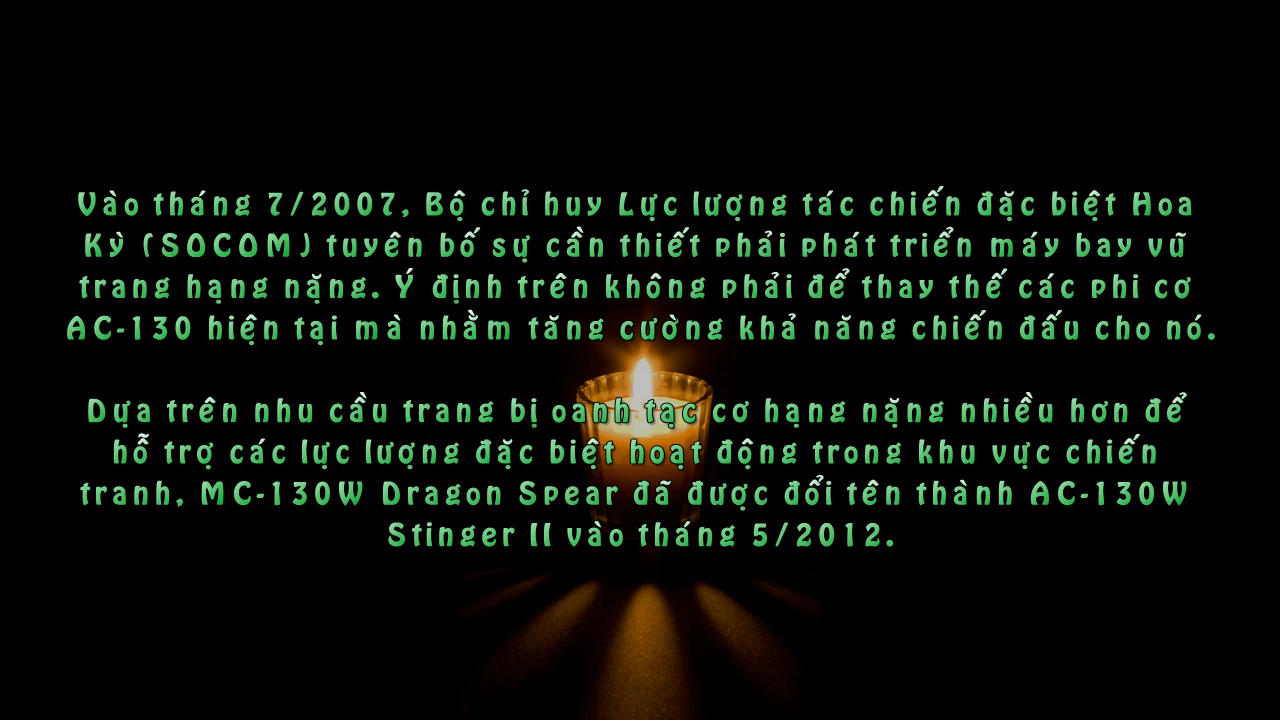 Vào tháng 7/2007, Bộ chỉ huy Lực lượng tác chiến đặc biệt Hoa
Kỳ (SOCOM) tuyên bố sự cần thiết phải phát triển máy bay vũ
trang hạng nặng. Ý định trên không phải để thay thế các phi cơ
AC-130 hiện tại mà nhằm tăng cường khả năng chiến đấu cho nó.
Dựa trên nhu cầu trang bị oanh tạc cơ hạng nặng nhiều hơn để
hỗ trợ các lực lượng đặc biệt hoạt động trong khu vực chiến
tranh, MC-130W Dragon Spear đã được đổi tên thành AC-130W
Stinger II vào tháng 5/2012.